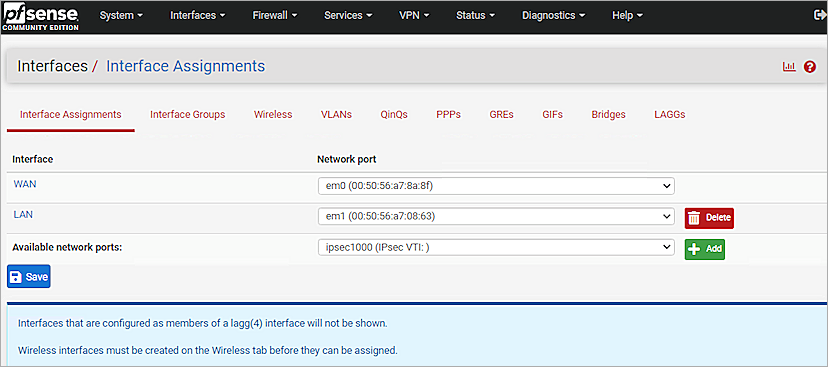 pfsense System Interfaces Firewall Services VPN Status Diagnostics Help
COMMUNITY EDITION
Interfaces / Interface Assignments
Interface Assignments Interface Groups Wireless VLANs QinQs PPPs GREs GIFs Bridges LAGGs
Interface Network port
WAN em0 (00:50:56:a7:8a:8f)
LAN em1 (00:50:56:a7:08:63) Delete
Available network ports: ipsec1000 (IPsec VTI: ) Add
Save
Interfaces that are configured as members of a lagg(4) interface will not be shown.
Wireless interfaces must be created on the Wireless tab before they can be assigned.